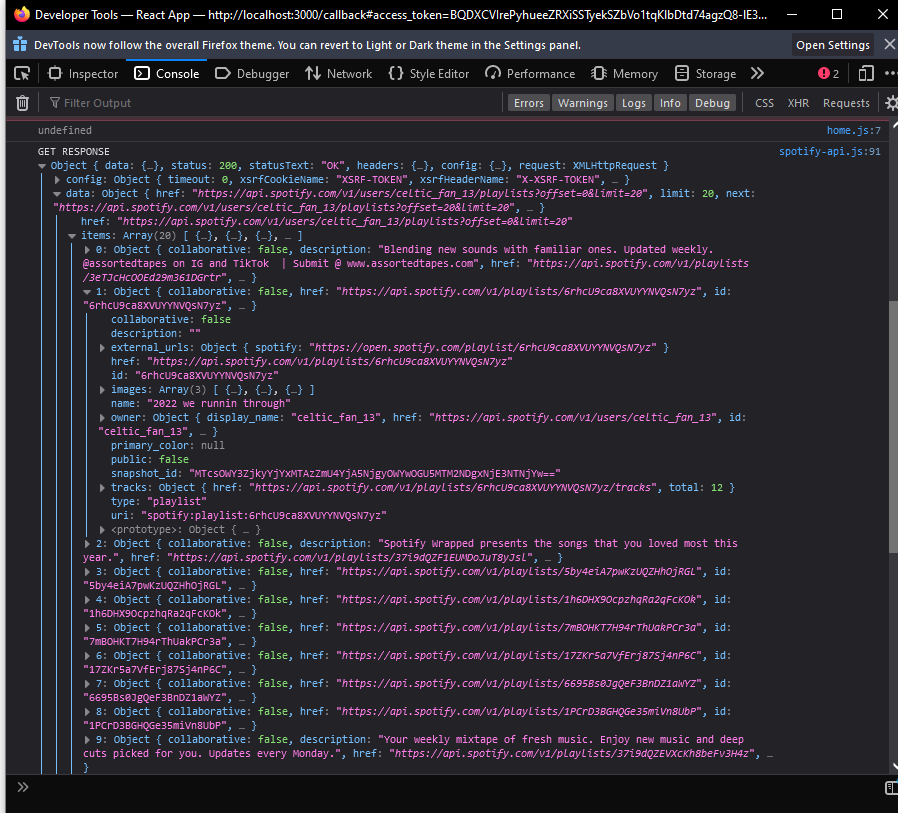 Developer Tools — React App — http://localhost:3000/callback#access_token=BQDXCVlrePyhueeZRXiSSTyekSZbVo1tqKlbDtd74agzQ8-IE3...
DevTools now follow the overall Firefox theme. You can revert to Light or Dark theme in the Settings panel. Open Settings
Inspector Console Debugger Network Style Editor Performance Memory Storage 2
Filter Output Errors Warnings Logs Info Debug CSS XHR Requests
undefined home.js:7
GET RESPONSE spotify-api.js:91
Object { data: {…}, status: 200, statusText: "OK", headers: {…}, config: {…}, request: XMLHttpRequest }
config: Object { timeout: 0, xsrfCookieName: "XSRF-TOKEN", xsrfHeaderName: "X-XSRF-TOKEN", … }
data: Object { href: "https://api.spotify.com/v1/users/celtic_fan_13/playlists?offset=0&limit=20", limit: 20, next:
"https://api.spotify.com/v1/users/celtic_fan_13/playlists?offset=20&limit=20", … }
href: "https://api.spotify.com/v1/users/celtic_fan_13/playlists?offset=0&limit=20"
items: Array(20) [ {…}, {…}, {…}, … ]
0: Object { collaborative: false, description: "Blending new sounds with familiar ones. Updated weekly.
@assortedtapes on IG and TikTok | Submit @ www.assortedtapes.com", href: "https://api.spotify.com/v1/playlists
/3eTJcHcOOEd29m361DGrtr", … }
1: Object { collaborative: false, href: "https://api.spotify.com/v1/playlists/6rhcU9ca8XVUYYNVQsN7yz", id:
"6rhcU9ca8XVUYYNVQsN7yz", … }
collaborative: false
description: ""
external_urls: Object { spotify: "https://open.spotify.com/playlist/6rhcU9ca8XVUYYNVQsN7yz" }
href: "https://api.spotify.com/v1/playlists/6rhcU9ca8XVUYYNVQsN7yz"
id: "6rhcU9ca8XVUYYNVQsN7yz"
images: Array(3) [ {…}, {…}, {…} ]
name: "2022 we runnin through"
owner: Object { display_name: "celtic_fan_13", href: "https://api.spotify.com/v1/users/celtic_fan_13", id:
"celtic_fan_13", … }
primary_color: null
public: false
snapshot_id: "MTcsOWY3ZjkyYjYxMTAzZmU4YjA5NjgyOWYwOGU5MTM2NDgxNjE3NTNjYw=="
tracks: Object { href: "https://api.spotify.com/v1/playlists/6rhcU9ca8XVUYYNVQsN7yz/tracks", total: 12 }
type: "playlist"
uri: "spotify:playlist:6rhcU9ca8XVUYYNVQsN7yz"
<prototype>: Object { … }
2: Object { collaborative: false, description: "Spotify Wrapped presents the songs that you loved most this
year.", href: "https://api.spotify.com/v1/playlists/37i9dQZF1EUMDoJuT8yJsL", … }
3: Object { collaborative: false, href: "https://api.spotify.com/v1/playlists/5by4eiA7pwKzUQZHhOjRGL", id:
"5by4eiA7pwKzUQZHhOjRGL", … }
4: Object { collaborative: false, href: "https://api.spotify.com/v1/playlists/1h6DHX9OcpzhqRa2qFcKOk", id:
"1h6DHX9OcpzhqRa2qFcKOk", … }
5: Object { collaborative: false, href: "https://api.spotify.com/v1/playlists/7mBOHKT7H94rThUakPCr3a", id:
"7mBOHKT7H94rThUakPCr3a", … }
6: Object { collaborative: false, href: "https://api.spotify.com/v1/playlists/17ZKr5a7VfErj87Sj4nP6C", id:
"17ZKr5a7VfErj87Sj4nP6C", … }
7: Object { collaborative: false, href: "https://api.spotify.com/v1/playlists/6695Bs0JgQeF3BnDZ1aWYZ", id:
"6695Bs0JgQeF3BnDZ1aWYZ", … }
8: Object { collaborative: false, href: "https://api.spotify.com/v1/playlists/1PCrD3BGHQGe35miVn8UbP", id:
"1PCrD3BGHQGe35miVn8UbP", … }
9: Object { collaborative: false, description: "Your weekly mixtape of fresh music. Enjoy new music and deep
cuts picked for you. Updates every Monday.", href: "https://api.spotify.com/v1/playlists/37i9dQZEVXcKh8beFv3H4z", …
}